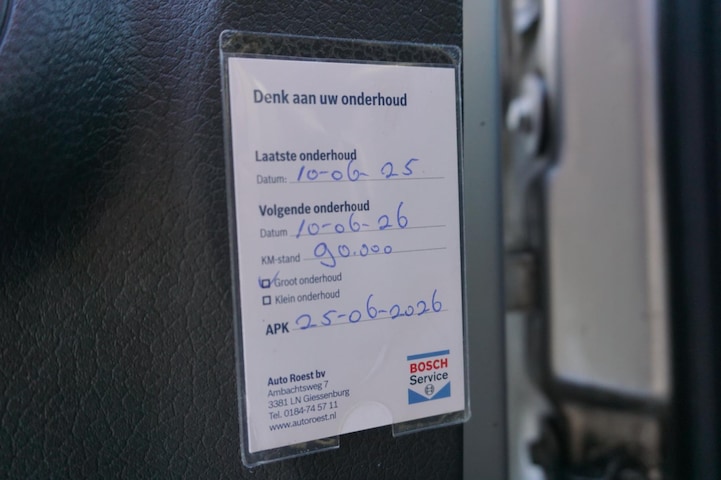 Denk aan uw onderhoud
Laatste onderhoud
Datum: 10-06-25
Volgende onderhoud
Datum 10-06-26
KM-stand 90.000
Groot onderhoud
Klein onderhoud
APK 25-06-2026
Auto Roest bv
Ambachtsweg 7
3381 LN Giessenburg
Tel. 0184-74 57 11
www.autoroest.nl
BOSCH
Service